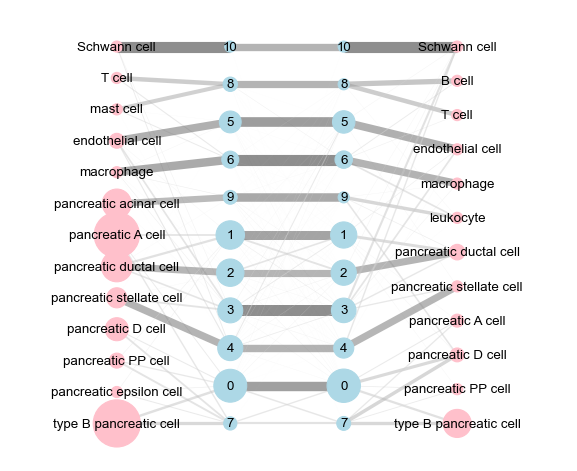 Schwann cell 10 10 Schwann cell
T cell 8 8 B cell
mast cell 5 5 T cell
endothelial cell 6 6 endothelial cell
macrophage 9 9 macrophage
pancreatic acinar cell 1 1 leukocyte
pancreatic A cell 2 2 pancreatic ductal cell
pancreatic ductal cell 3 3 pancreatic stellate cell
pancreatic stellate cell 4 4 pancreatic A cell
pancreatic D cell 0 0 pancreatic D cell
pancreatic PP cell 7 7 pancreatic PP cell
pancreatic epsilon cell type B pancreatic cell
type B pancreatic cell